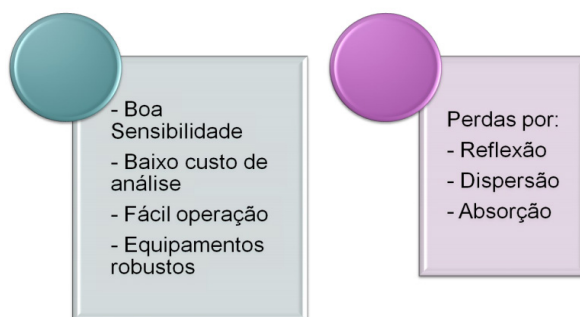 - Boa
Sensibilidade
- Baixo custo de
análise
- Fácil operação
- Equipamentos
robustos
Perdas por:
- Reflexão
- Dispersão
- Absorção